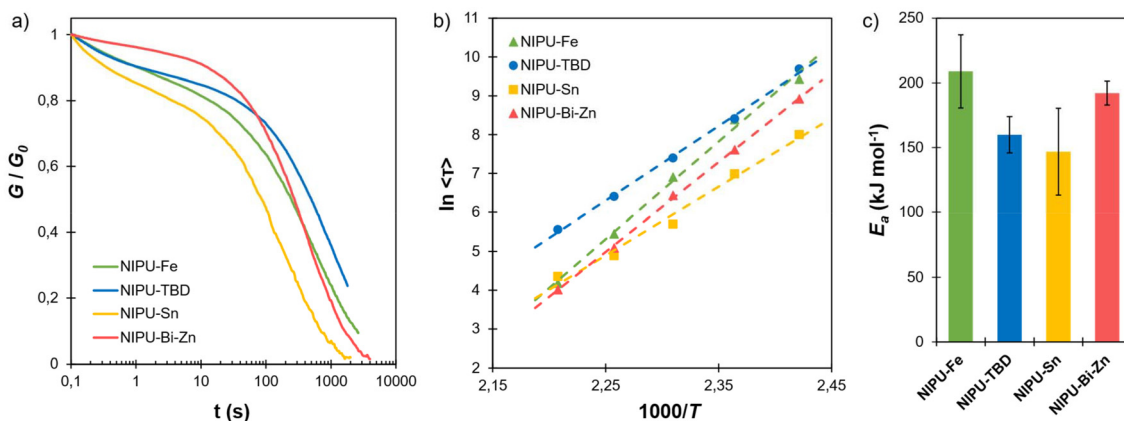 a)
G / G0
1
0,8
0,6
0,4
0,2
0
NIPU-Fe
NIPU-TBD
NIPU-Sn
NIPU-Bi-Zn
0,1 1 10 100 1000 10000
t (s)
b)
ln <τ>
11
10
9
8
7
6
5
4
3
2
NIPU-Fe
NIPU-TBD
NIPU-Sn
NIPU-Bi-Zn
2,15 2,25 2,35 2,45
1000/T
c)
Ea (kJ mol-1)
250
200
150
100
50
0
NIPU-Fe
NIPU-TBD
NIPU-Sn
NIPU-Bi-Zn